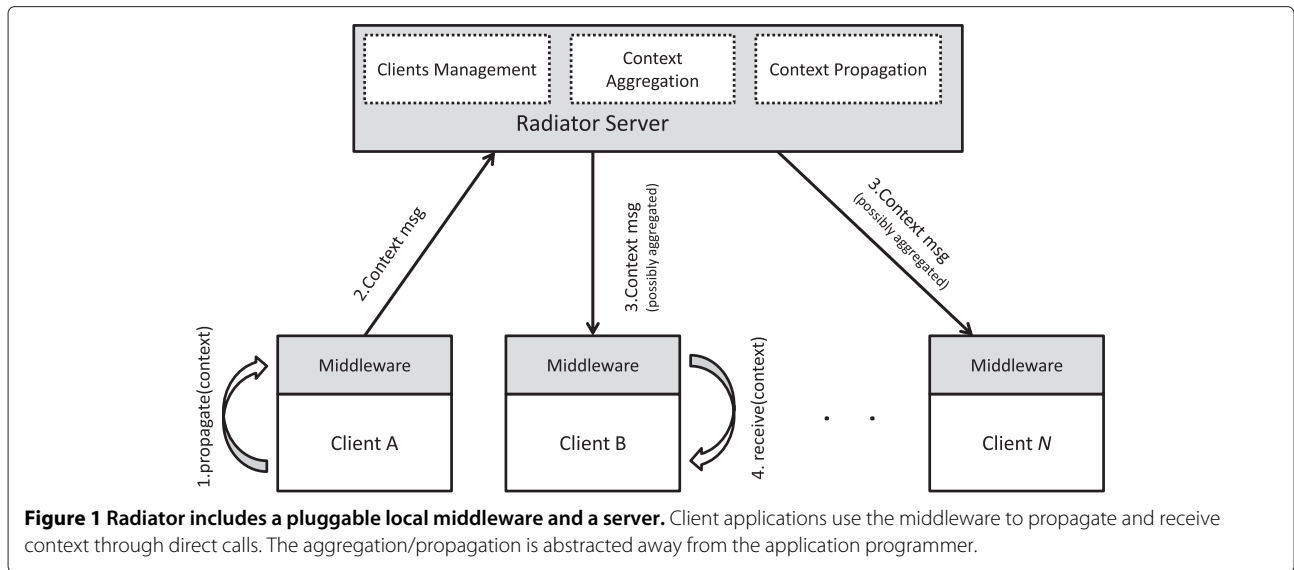 Clients Management
Context
Aggregation
Context Propagation
Radiator Server
2.Context msg
3.Context msg
(possibly aggregated)
3.Context msg
(possibly aggregated)
1.propagate(context)
Middleware
Client A
Middleware
Client B
4. receive(context)
. .
Middleware
Client N
Figure 1 Radiator includes a pluggable local middleware and a server. Client applications use the middleware to propagate and receive
context through direct calls. The aggregation/propagation is abstracted away from the application programmer.